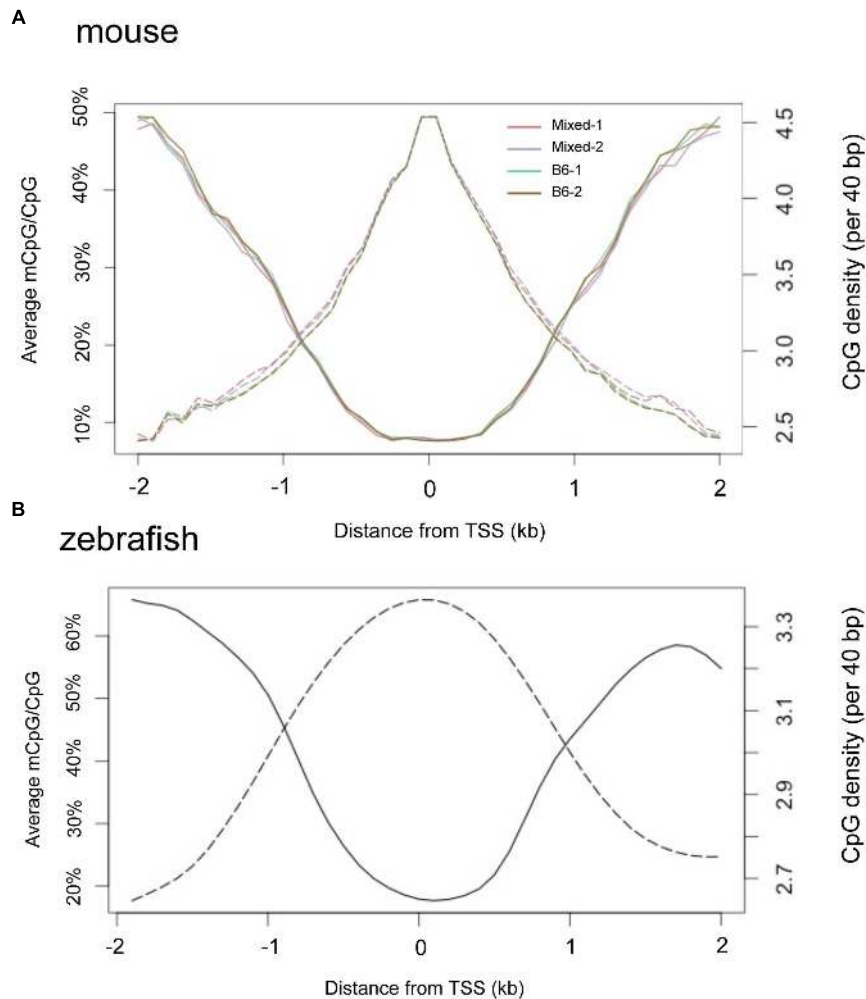 A
mouse
50%
40%
30%
20%
10%
Average mCpG/CpG
Mixed-1
Mixed-2
B6-1
B6-2
4.5
4.0
3.5
3.0
2.5
CpG density (per 40 bp)
-2 -1 0 1 2
Distance from TSS (kb)
B
zebrafish
60%
50%
40%
30%
20%
Average mCpG/CpG
3.3
3.1
2.9
2.7
CpG density (per 40 bp)
-2 -1 0 1 2
Distance from TSS (kb)